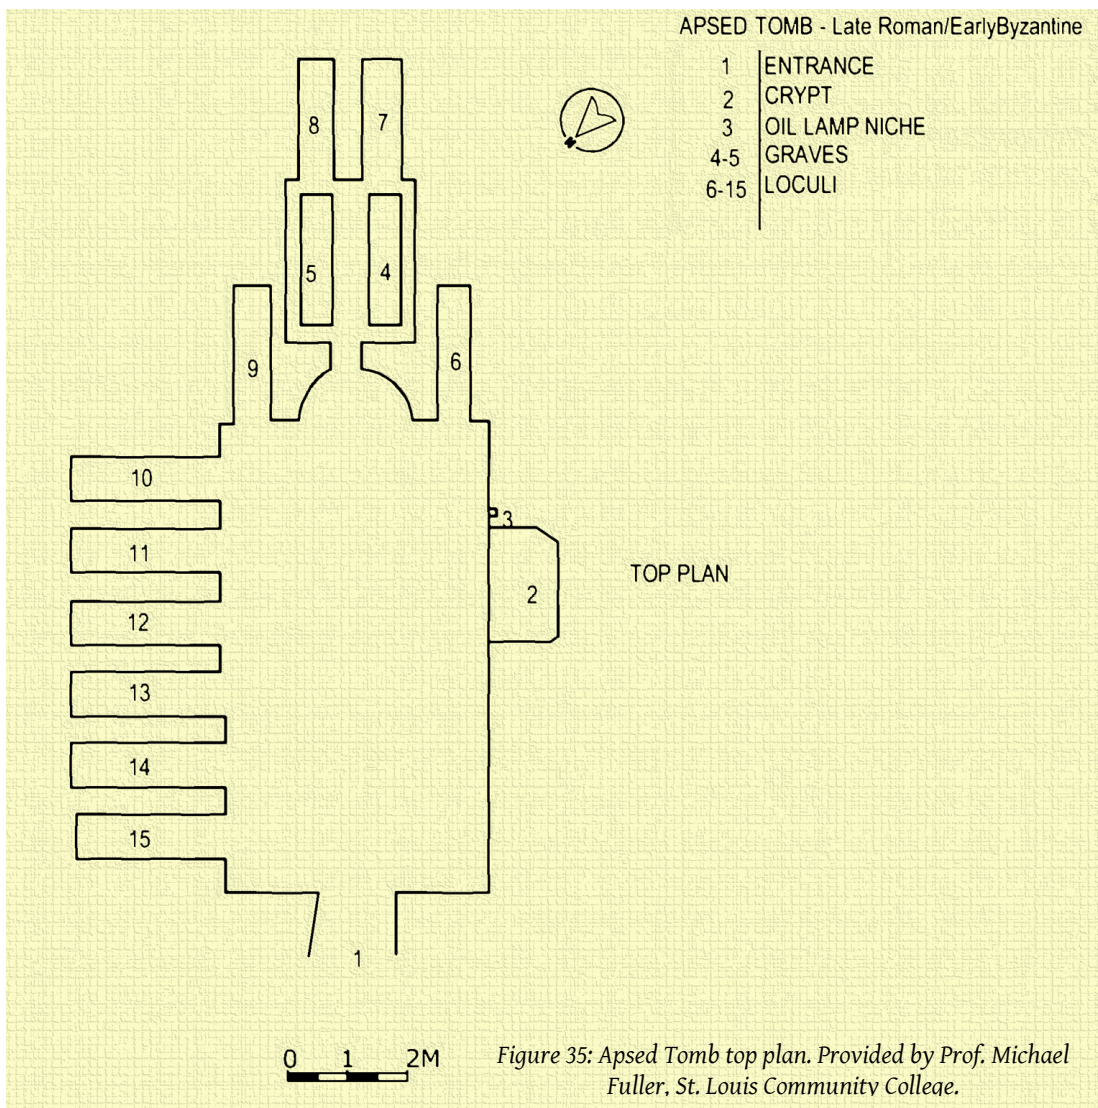 APSED TOMB - Late Roman/EarlyByzantine
1 ENTRANCE
2 CRYPT
3 OIL LAMP NICHE
4-5 GRAVES
6-15 LOCULI
8
7
5
4
9
6
10
3
11
2
TOP PLAN
12
13
14
15
1
0 1 2M
Figure 35: Apsed Tomb top plan. Provided by Prof. Michael
Fuller, St. Louis Community College.